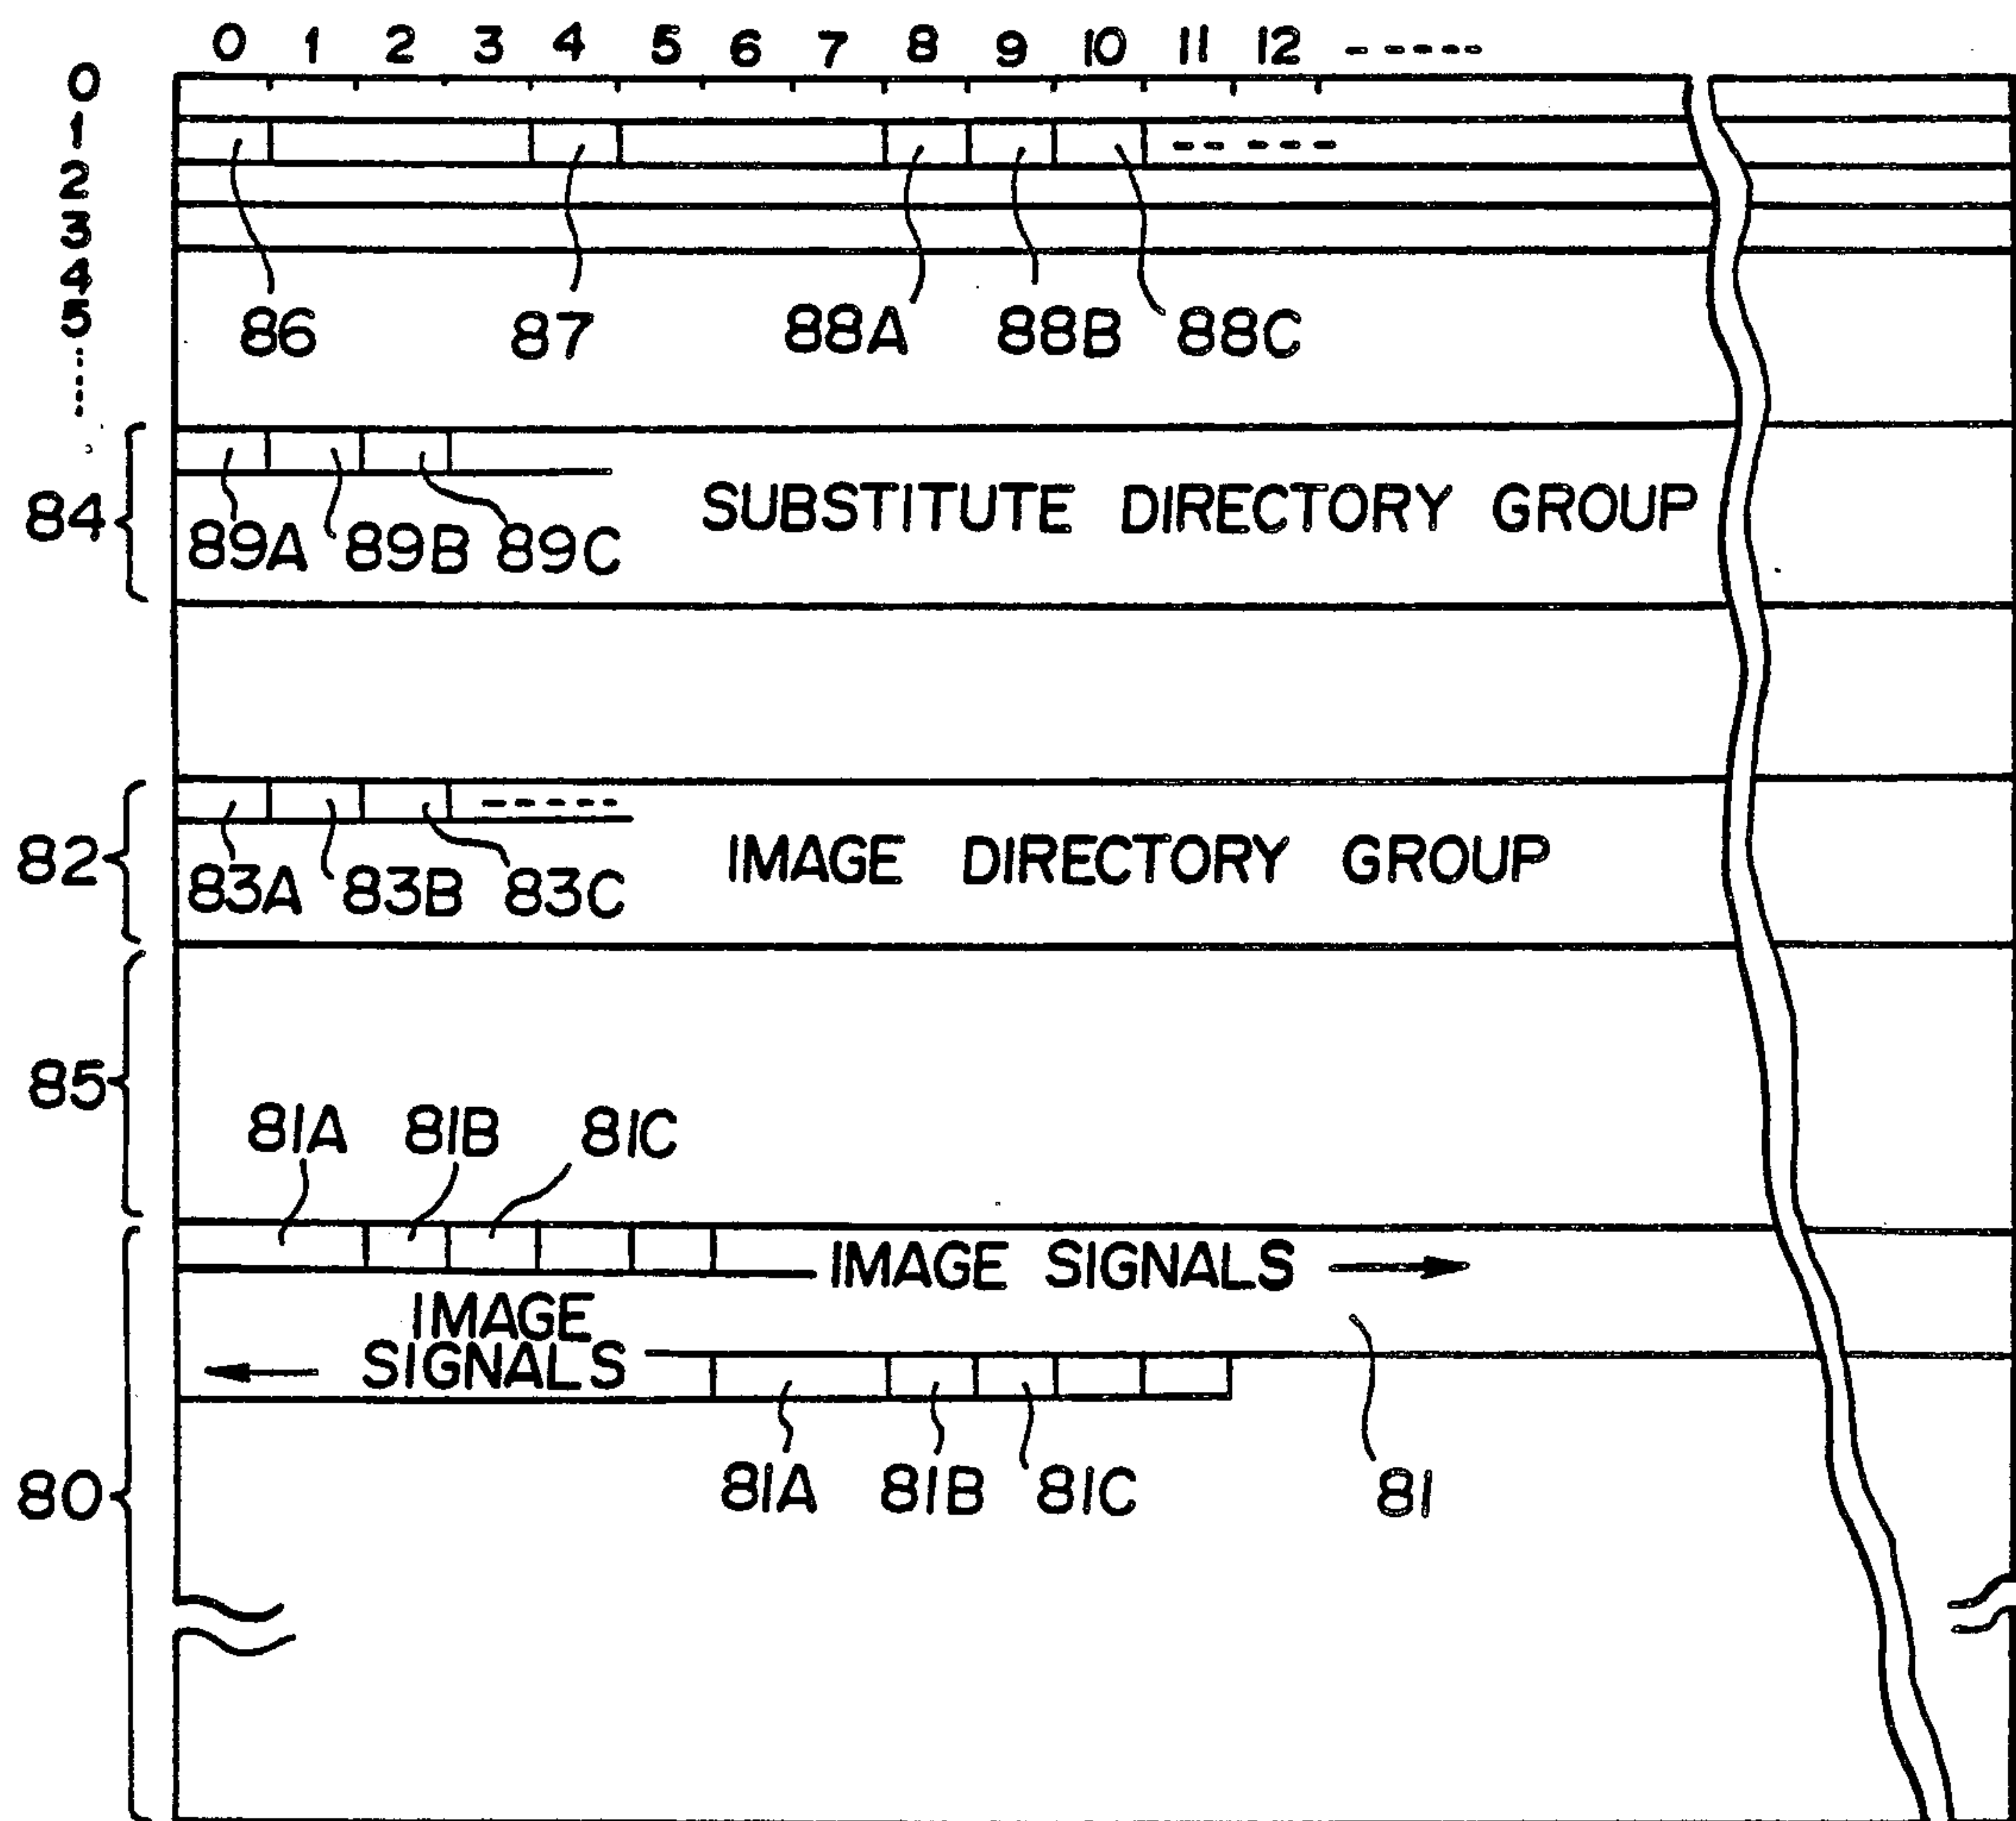 0 1 2 3 4 5 6 7 8 9 10 11 12 -----
0
1
2
3
4
5
86 87 88A 88B 88C
84
SUBSTITUTE DIRECTORY GROUP
89A 89B 89C
82
IMAGE DIRECTORY GROUP
83A 83B 83C
85
81A 81B 81C
IMAGE SIGNALS
IMAGE
SIGNALS
80
81A 81B 81C 81